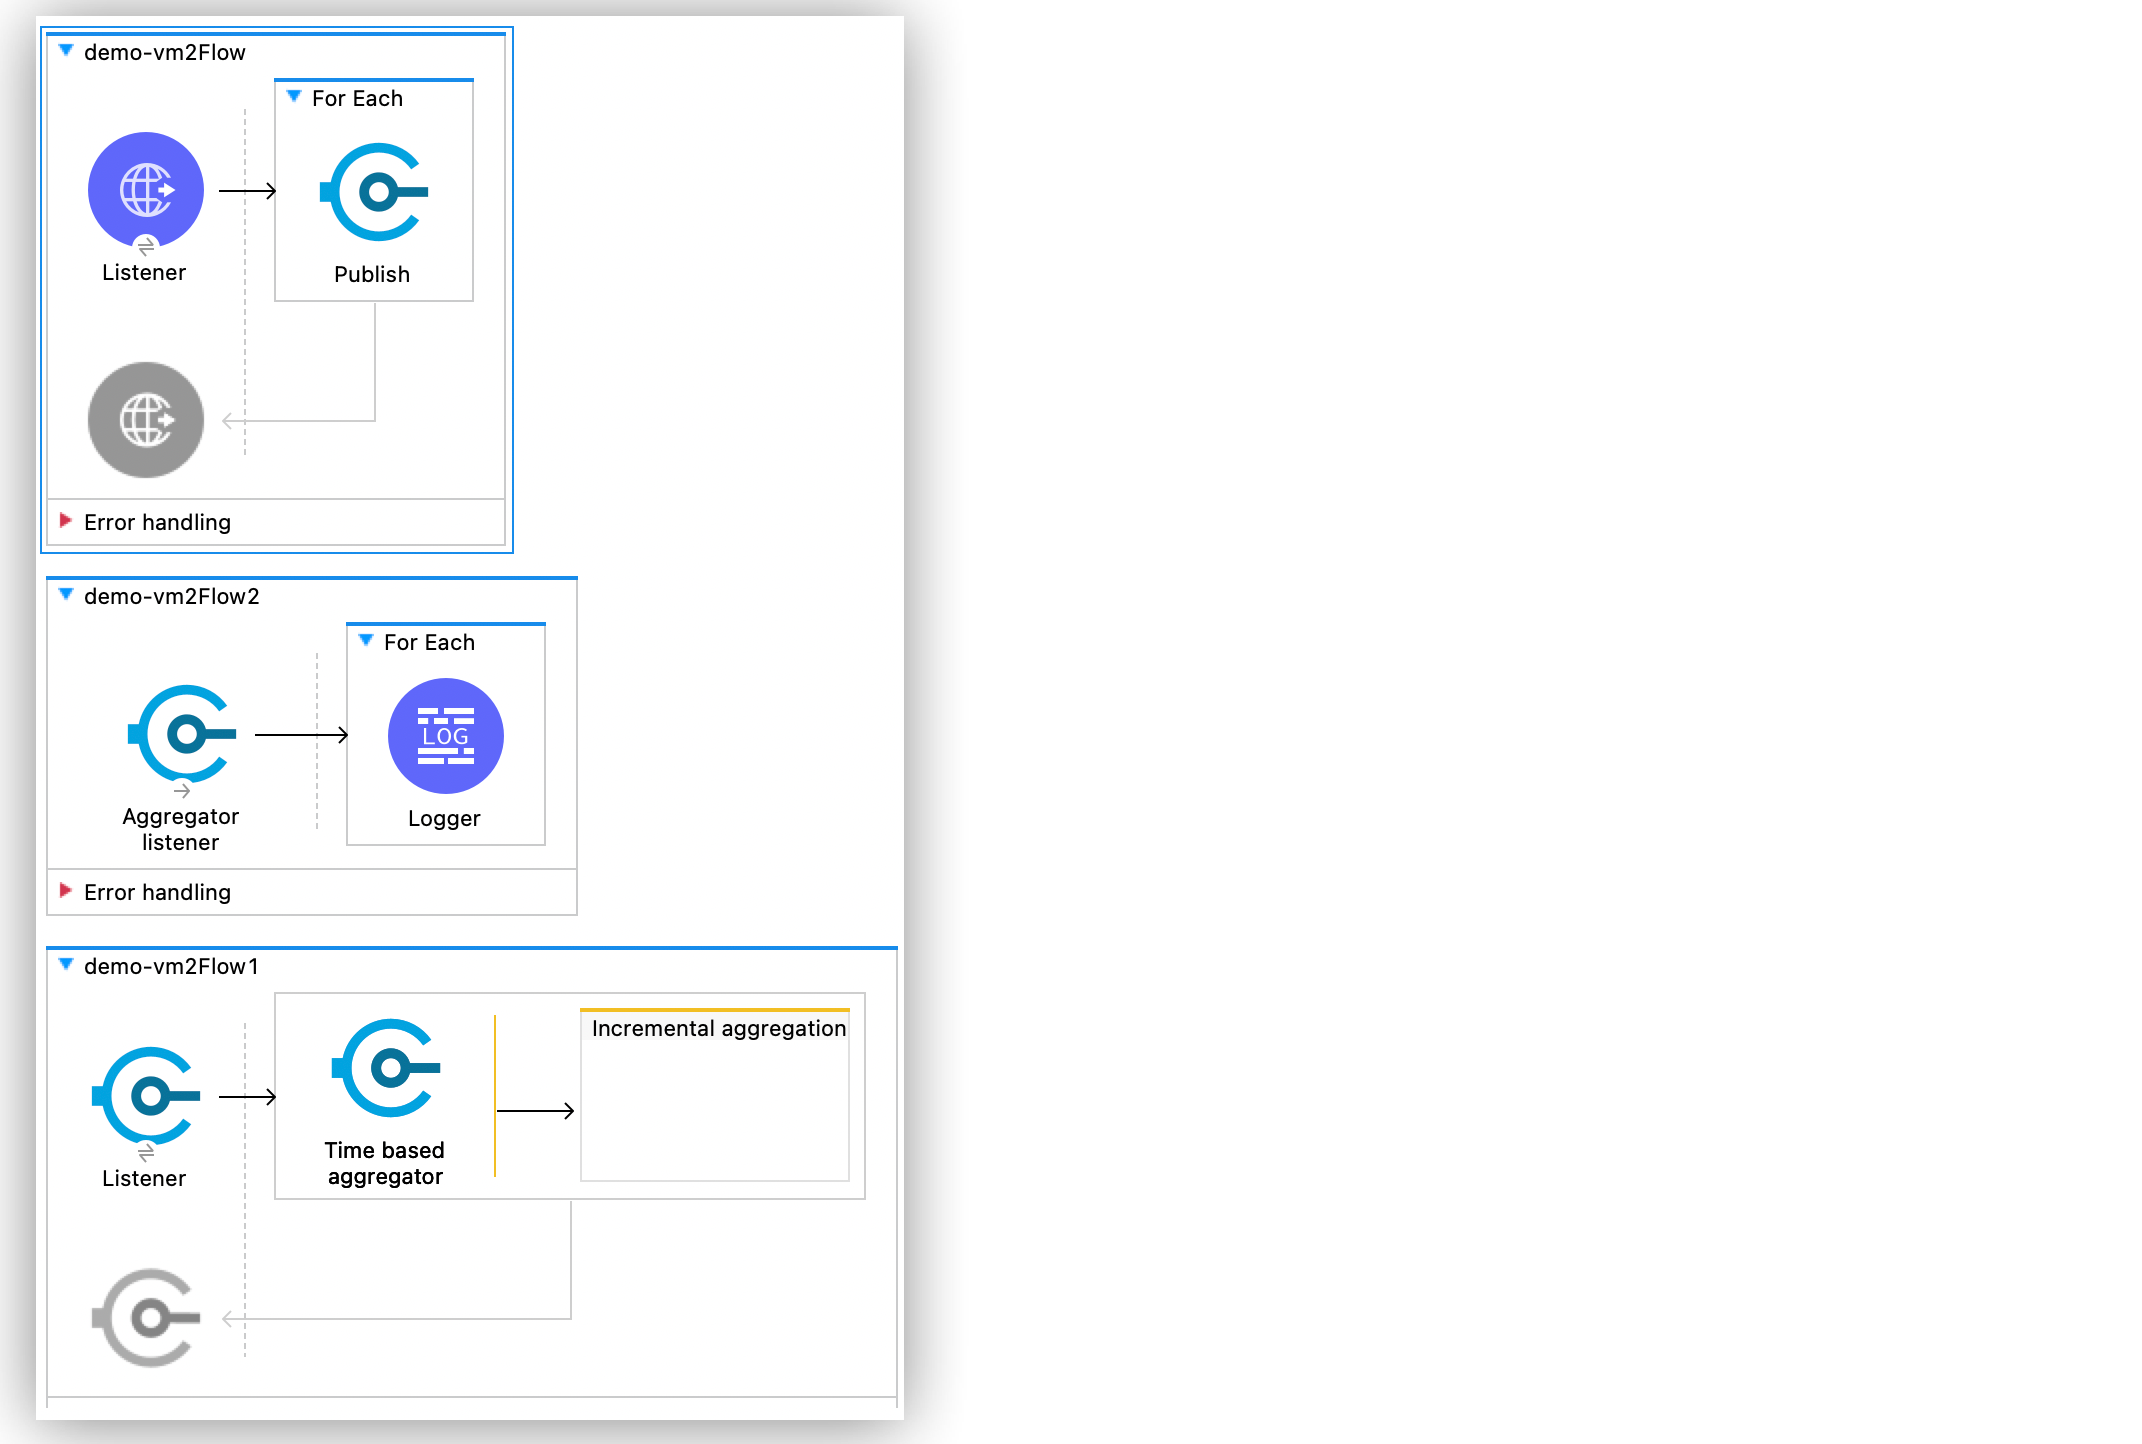 demo-vm2Flow
For Each
Listener
Publish
Error handling
demo-vm2Flow2
For Each
LOG
Aggregator
listener
Logger
Error handling
demo-vm2Flow1
Incremental aggregation
Time based
aggregator
Listener